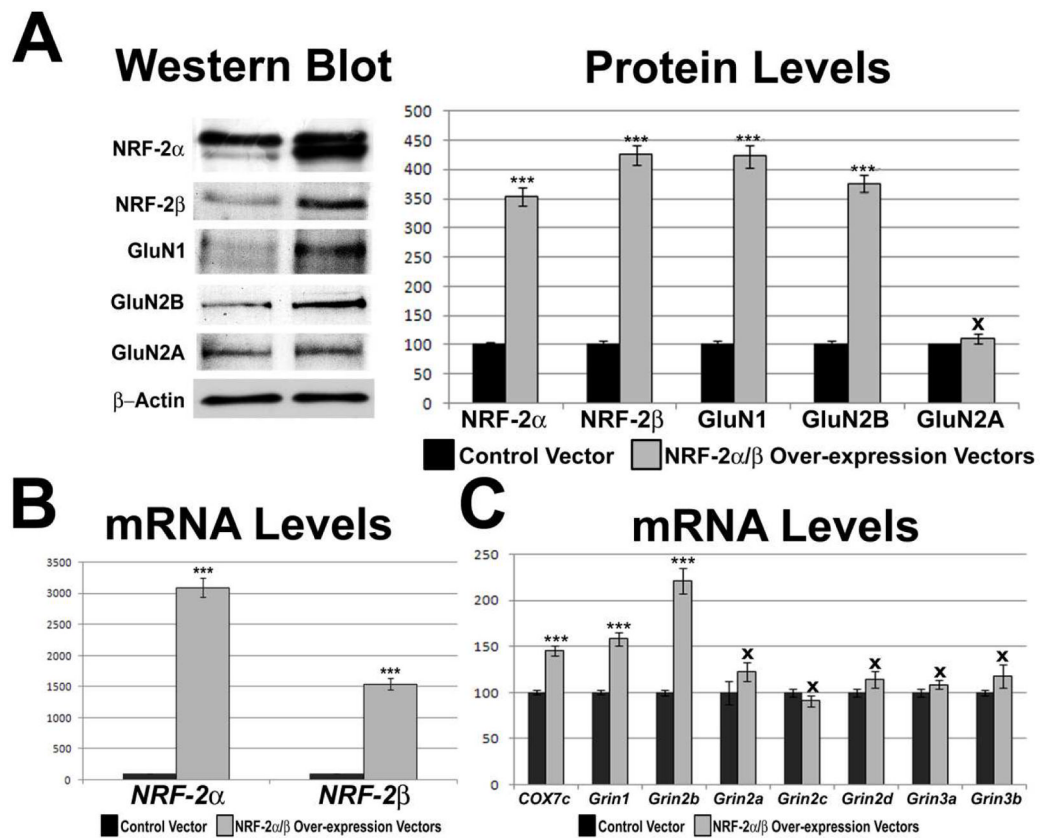 A
Western Blot
NRF-2α
NRF-2β
GluN1
GluN2B
GluN2A
β–Actin
Protein Levels
500
450
400
350
300
250
200
150
100
50
0
***
***
***
***
x
NRF-2α NRF-2β GluN1 GluN2B GluN2A
Control Vector NRF-2α/β Over-expression Vectors
B
mRNA Levels
3500
3000
2500
2000
1500
1000
500
0
***
***
NRF-2α NRF-2β
Control Vector NRF-2α/β Over-expression Vectors
C
mRNA Levels
250
200
150
100
50
0
***
***
***
x
x
x
x
x
COX7c Grin1 Grin2b Grin2a Grin2c Grin2d Grin3a Grin3b
Control Vector NRF-2α/β Over-expression Vectors